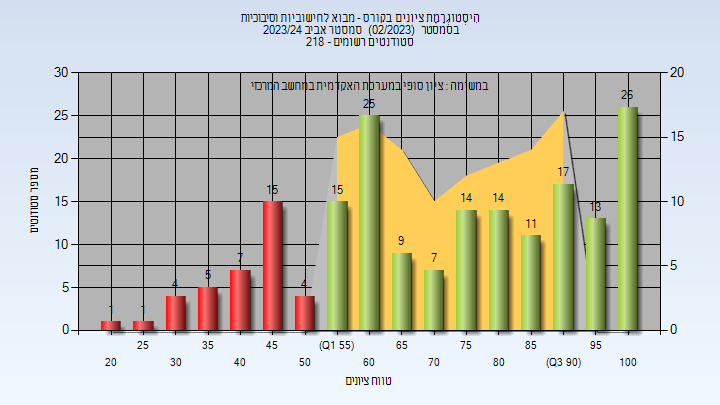 היסטוגרמת ציונים בקורס - מבוא לחישוביות וסיבוכיות
בסמסטר (02/2023) סמסטר אביב 2023/24
סטודנטים רשומים - 218
במשימה : ציון סופי במערכת האקדמית במחשב המרכזי
30 25 20 15 10 5 0
20 15 10 5 0
מספר סטודנטים
1 1 4 5 7 15 4 15 25 9 7 14 14 11 17 13 26
25 35 45 (Q1 55) 65 75 85 95
20 30 40 50 60 70 80 (Q3 90) 100
טווח ציונים